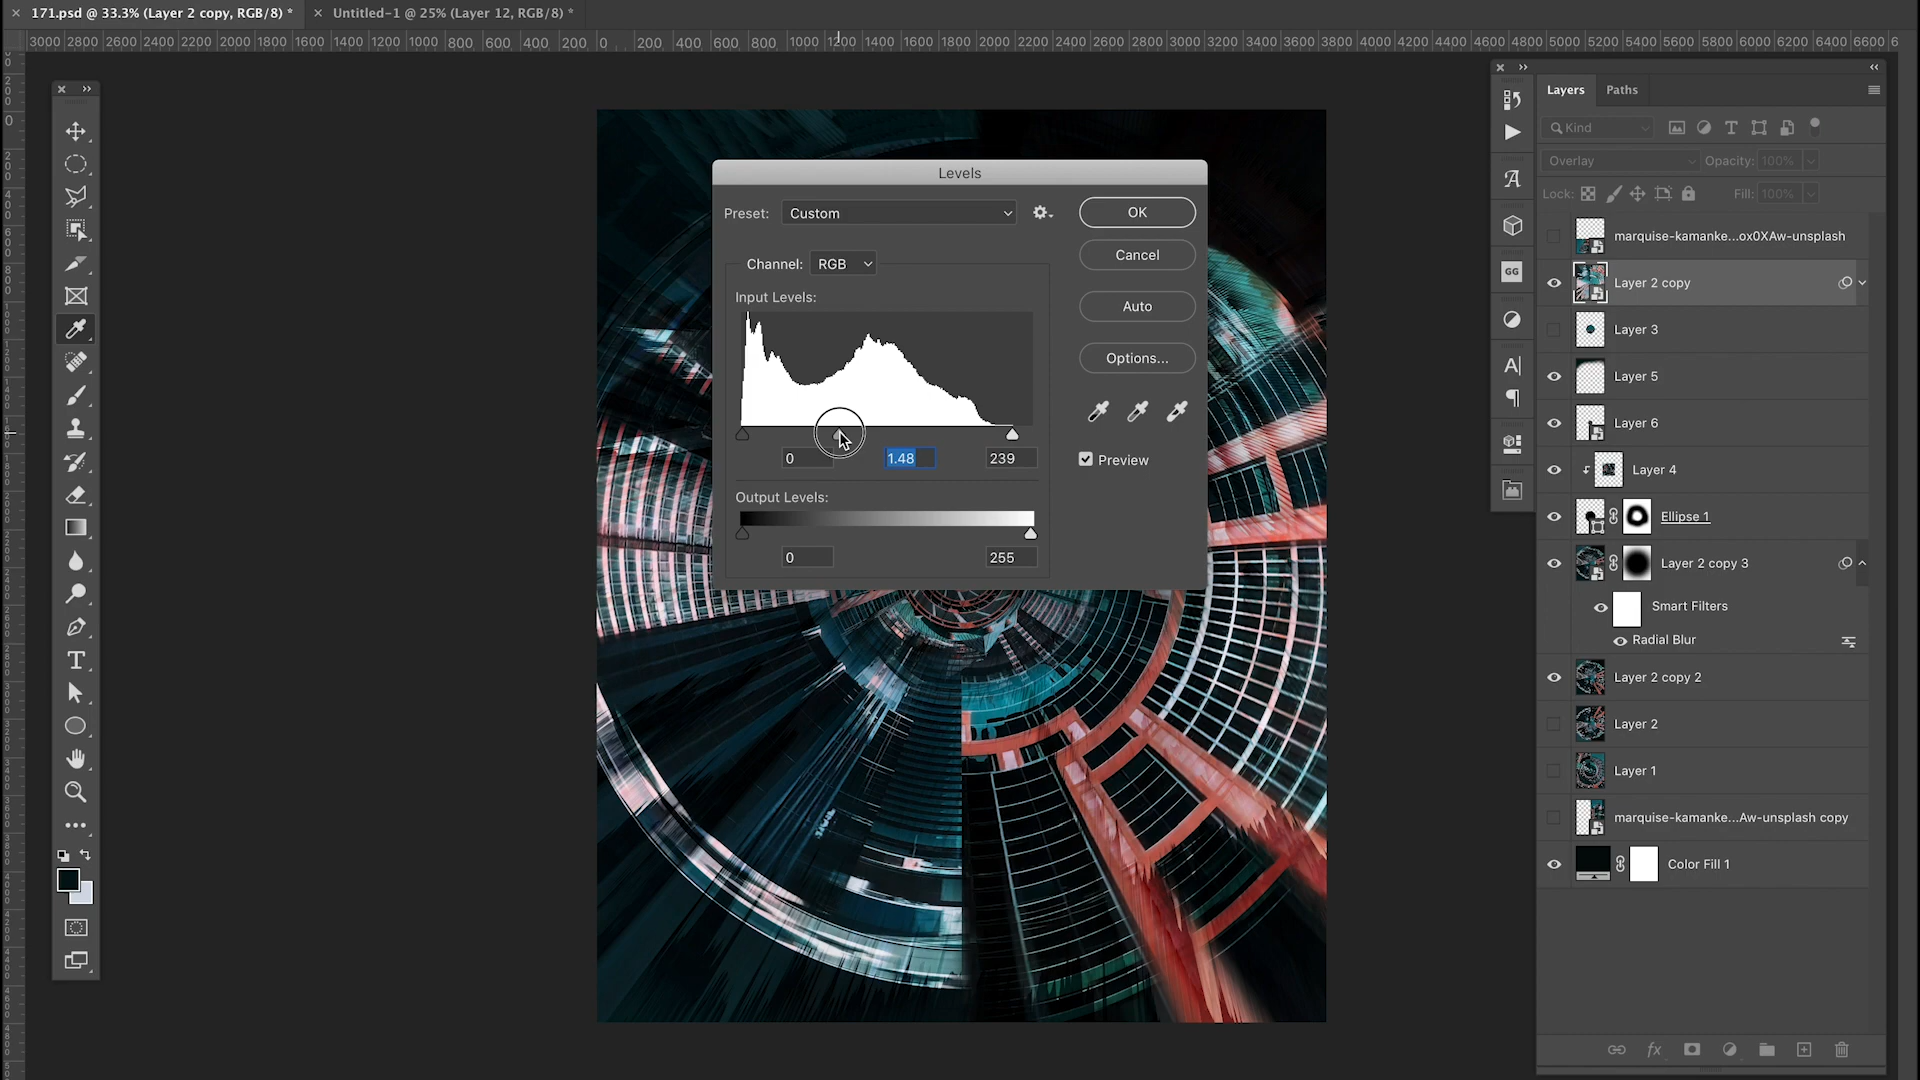 171.psd @ 33.3% (Layer 2 copy, RGB/8) *
Untitled-1 @ 25% (Layer 12, RGB/8) *
3000 2800 2600 2400 2200 2000 1800 1600 1400 1200 1000 800 600 400 200 0 200 400 600 800 1000 1200 1400 1600 1800 2000 2200 2400 2600 2800 3000 3200 3400 3600 3800 4000 4200 4400 4600 4800 5000 5200 5400 5600 5800 6000 6200 6400 6600 6
Levels
Preset: Custom
OK
Channel: RGB
Cancel
Input Levels:
Auto
Options...
0 1.48 239
Preview
Output Levels:
0 255
GG
A
T
Layers Paths
Kind
Overlay Opacity: 100%
Lock: Fill: 100%
marquise-kamanke...ox0XAw-unsplash
Layer 2 copy
Layer 3
Layer 5
Layer 6
Layer 4
Ellipse 1
Layer 2 copy 3
Smart Filters
Radial Blur
Layer 2 copy 2
Layer 2
Layer 1
marquise-kamanke...Aw-unsplash copy
Color Fill 1
fx